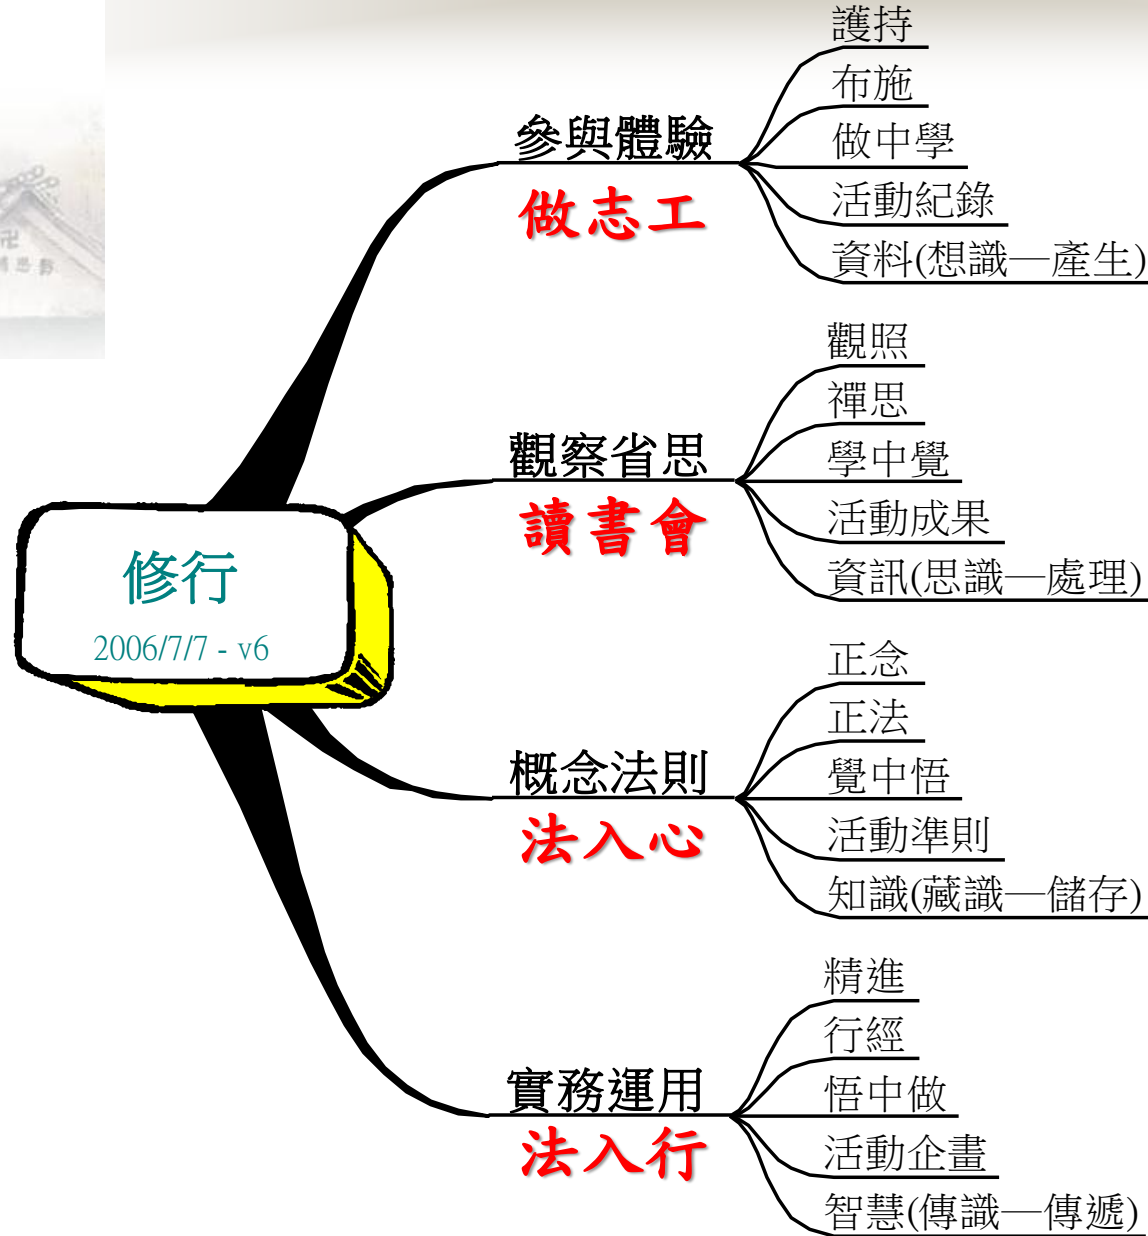 修行
2006/7/7 - v6
參與體驗
做志工
護持
布施
做中學
活動紀錄
資料(想識—產生)
觀察省思
讀書會
觀照
禪思
學中覺
活動成果
資訊(思識—處理)
概念法則
法入心
正念
正法
覺中悟
活動準則
知識(藏識—儲存)
實務運用
法入行
精進
行經
悟中做
活動企畫
智慧(傳識—傳遞)